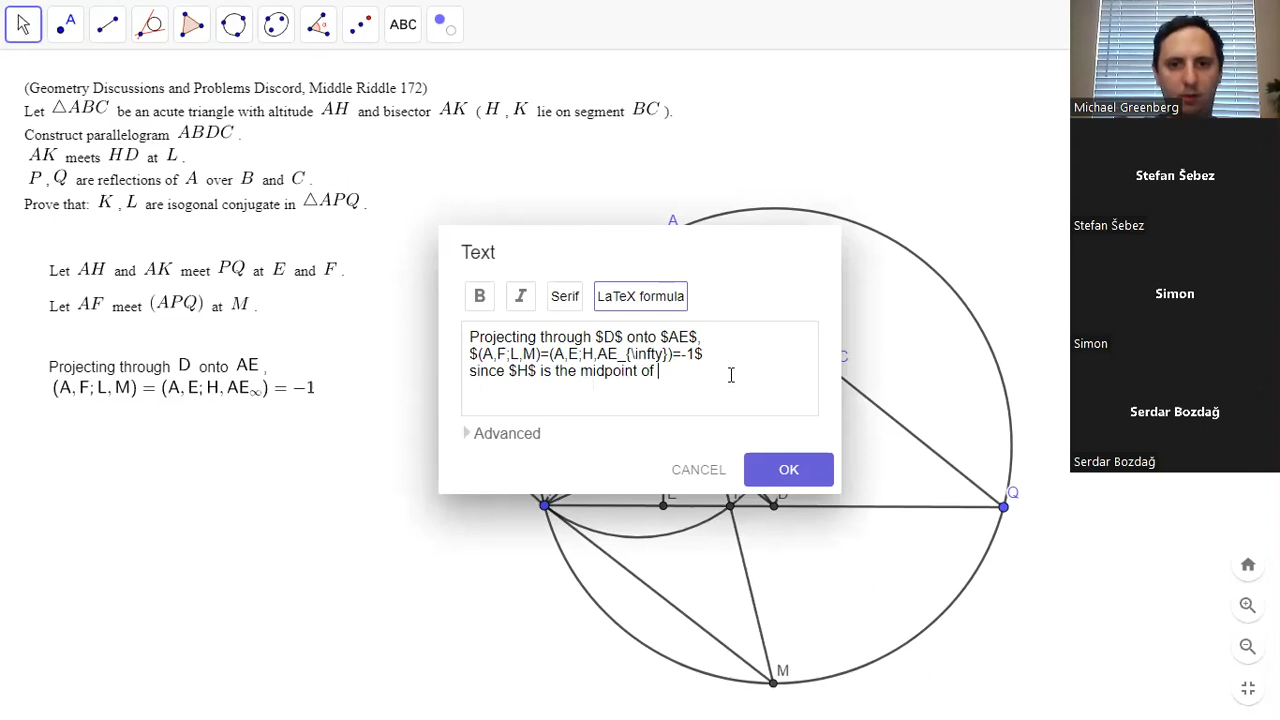 ABC
(Geometry Discussions and Problems Discord, Middle Riddle 172)
Let △ABC be an acute triangle with altitude AH and bisector AK ( H , K lie on segment BC ).
Construct parallelogram ABDC .
AK meets HD at L .
P , Q are reflections of A over B and C .
Prove that: K , L are isogonal conjugate in △APQ .
Let AH and AK meet PQ at E and F .
Let AF meet (APQ) at M .
Projecting through D onto AE ,
(A, F; L, M) = (A, E; H, AE∞) = −1
A
Text
B
I
Serif
LaTeX formula
Projecting through $D$ onto $AE$,
$(A,F;L,M)=(A,E;H,AE_{\infty})=-1$
since $H$ is the midpoint of
Advanced
CANCEL
OK
C
Q
M
Michael Greenberg
Stefan Šebez
Stefan Šebez
Simon
Simon
Serdar Bozdağ
Serdar Bozdağ